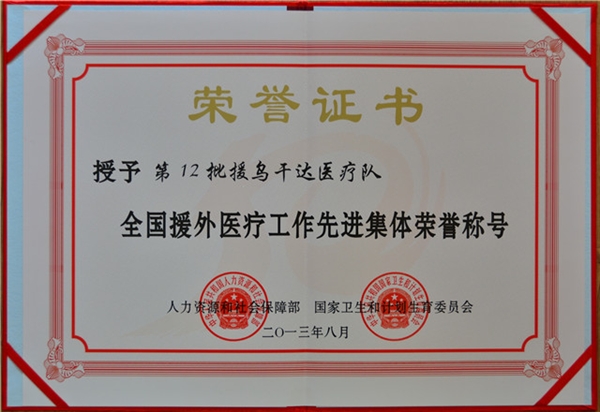 荣誉证书
授予 第12批援乌干达医疗队
全国援外医疗工作先进集体荣誉称号
人力资源和社会保障部 国家卫生和计划生育委员会
二〇一三年八月